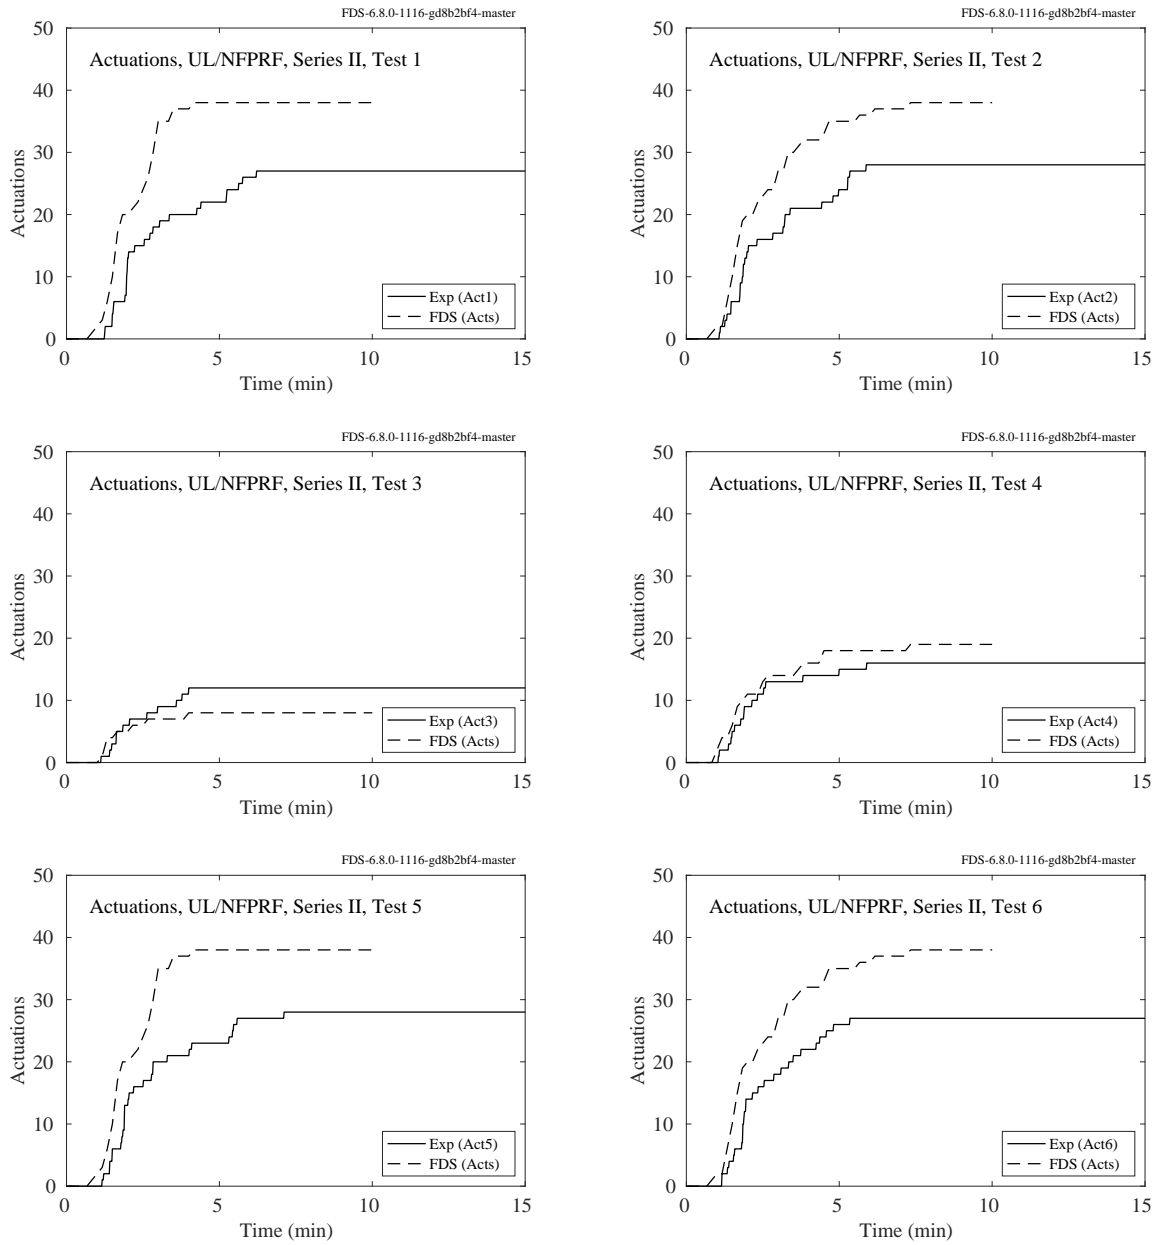 FDS-6.8.0-1116-gd8b2bf4-master
Actuations, UL/NFPRF, Series II, Test 1
50
40
30
20
10
0
Actuations
Exp (Act1)
FDS (Acts)
0 5 10 15
Time (min)
FDS-6.8.0-1116-gd8b2bf4-master
Actuations, UL/NFPRF, Series II, Test 2
50
40
30
20
10
0
Actuations
Exp (Act2)
FDS (Acts)
0 5 10 15
Time (min)
FDS-6.8.0-1116-gd8b2bf4-master
Actuations, UL/NFPRF, Series II, Test 3
50
40
30
20
10
0
Actuations
Exp (Act3)
FDS (Acts)
0 5 10 15
Time (min)
FDS-6.8.0-1116-gd8b2bf4-master
Actuations, UL/NFPRF, Series II, Test 4
50
40
30
20
10
0
Actuations
Exp (Act4)
FDS (Acts)
0 5 10 15
Time (min)
FDS-6.8.0-1116-gd8b2bf4-master
Actuations, UL/NFPRF, Series II, Test 5
50
40
30
20
10
0
Actuations
Exp (Act5)
FDS (Acts)
0 5 10 15
Time (min)
FDS-6.8.0-1116-gd8b2bf4-master
Actuations, UL/NFPRF, Series II, Test 6
50
40
30
20
10
0
Actuations
Exp (Act6)
FDS (Acts)
0 5 10 15
Time (min)